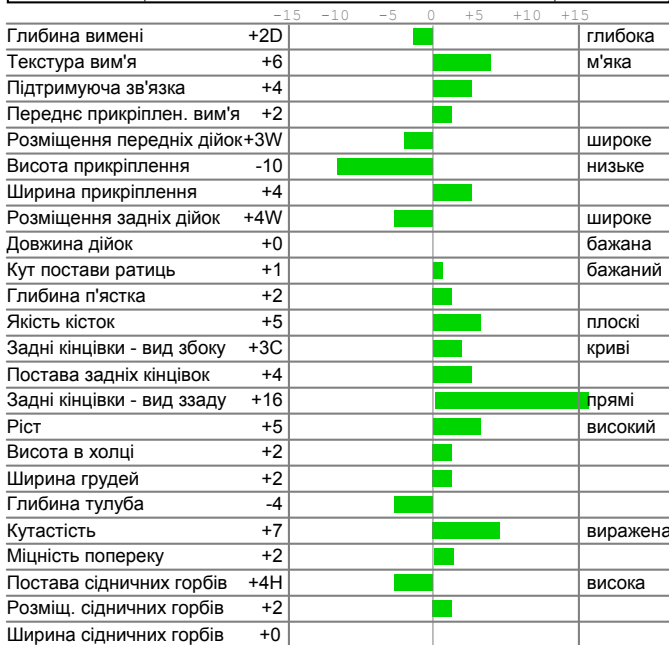 -15 -10 -5 0 +5 +10 +15
Глибина вимені +2D глибока
Текстура вим'я +6 м'яка
Підтримуюча зв'язка +4
Переднє прикріплен. вим'я +2
Розміщення передніх дійок+3W широке
Висота прикріплення -10 низьке
Ширина прикріплення +4
Розміщення задніх дійок +4W широке
Довжина дійок +0 бажана
Кут постави ратиць +1 бажаний
Глибина п'ястка +2
Якість кісток +5 плоскі
Задні кінцівки - вид збоку +3C криві
Постава задніх кінцівок +4
Задні кінцівки - вид ззаду +16 прямі
Ріст +5 високий
Висота в холці +2
Ширина грудей +2
Глибина тулуба -4
Кутастість +7 виражена
Міцність попереку +2
Постава сідничних горбів +4H висока
Розміщ. сідничних горбів +2
Ширина сідничних горбів +0